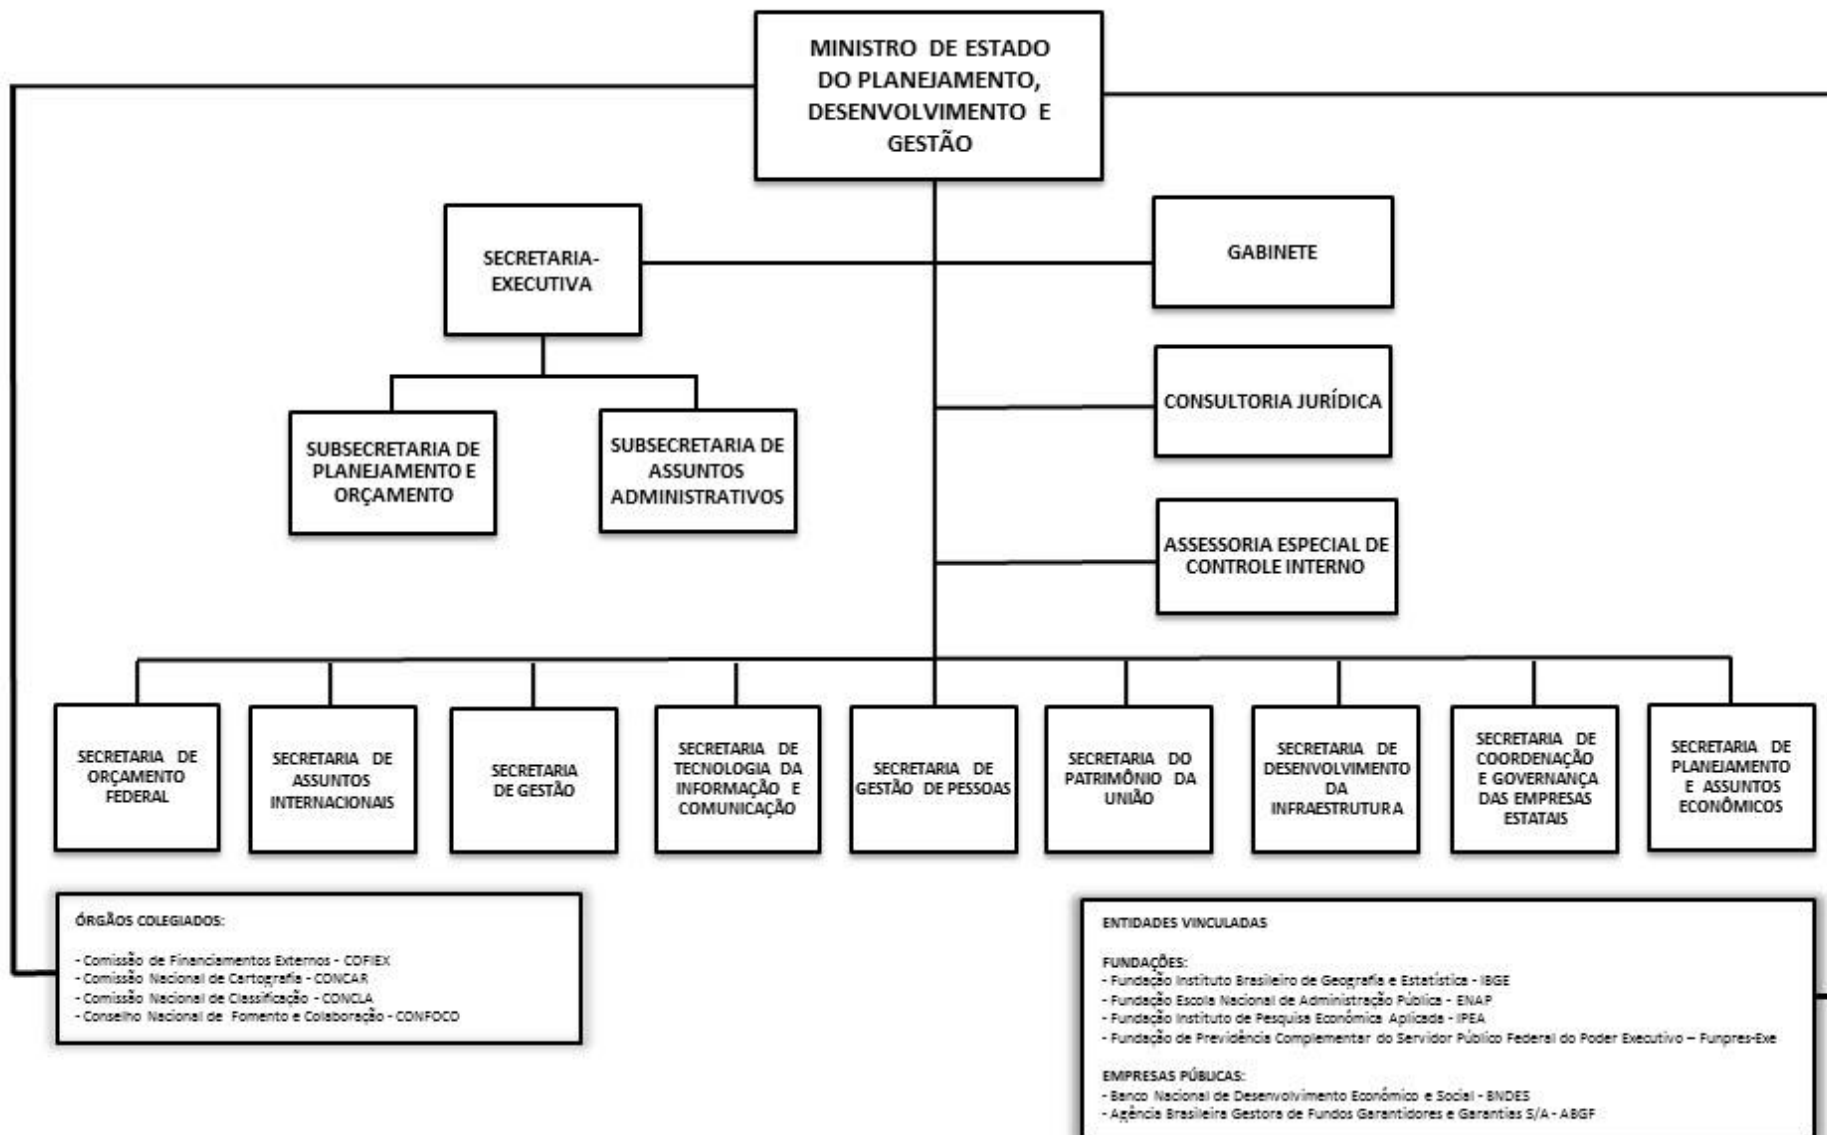 MINISTRO DE ESTADO
DO PLANEJAMENTO,
DESENVOLVIMENTO E
GESTÃO
SECRETARIA-
EXECUTIVA
GABINETE
CONSULTORIA JURÍDICA
SUBSECRETARIA DE
PLANEJAMENTO E
ORÇAMENTO
SUBSECRETARIA DE
ASSUNTOS
ADMINISTRATIVOS
ASSESSORIA ESPECIAL DE
CONTROLE INTERNO
SECRETARIA DE
ORÇAMENTO
FEDERAL
SECRETARIA DE
ASSUNTOS
INTERNACIONAIS
SECRETARIA
DE GESTÃO
SECRETARIA DE
TECNOLOGIA DA
INFORMAÇÃO E
COMUNICAÇÃO
SECRETARIA DE
GESTÃO DE PESSOAS
SECRETARIA DO
PATRIMÔNIO DA
UNIÃO
SECRETARIA DE
DESENVOLVIMENTO
DA
INFRAESTRUTURA
SECRETARIA DE
COORDENAÇÃO
E GOVERNANÇA
DAS EMPRESAS
ESTATAIS
SECRETARIA DE
PLANEJAMENTO
E ASSUNTOS
ECONÔMICOS
ÓRGÃOS COLEGIADOS:
- Comissão de Financiamentos Externos - COFIEX
- Comissão Nacional de Cartografia - CONCAR
- Comissão Nacional de Classificação - CONCLA
- Conselho Nacional de Fomento e Colaboração - CONFOCO
ENTIDADES VINCULADAS
FUNDAÇÕES:
- Fundação Instituto Brasileiro de Geografia e Estatística - IBGE
- Fundação Escola Nacional de Administração Pública - ENAP
- Fundação Instituto de Pesquisa Econômica Aplicada - IPEA
- Fundação de Previdência Complementar do Servidor Público Federal do Poder Executivo – Funpres-Exe
EMPRESAS PÚBLICAS:
- Banco Nacional de Desenvolvimento Econômico e Social - BNDES
- Agência Brasileira Gestora de Fundos Garantidores e Garantias S/A - ABGF